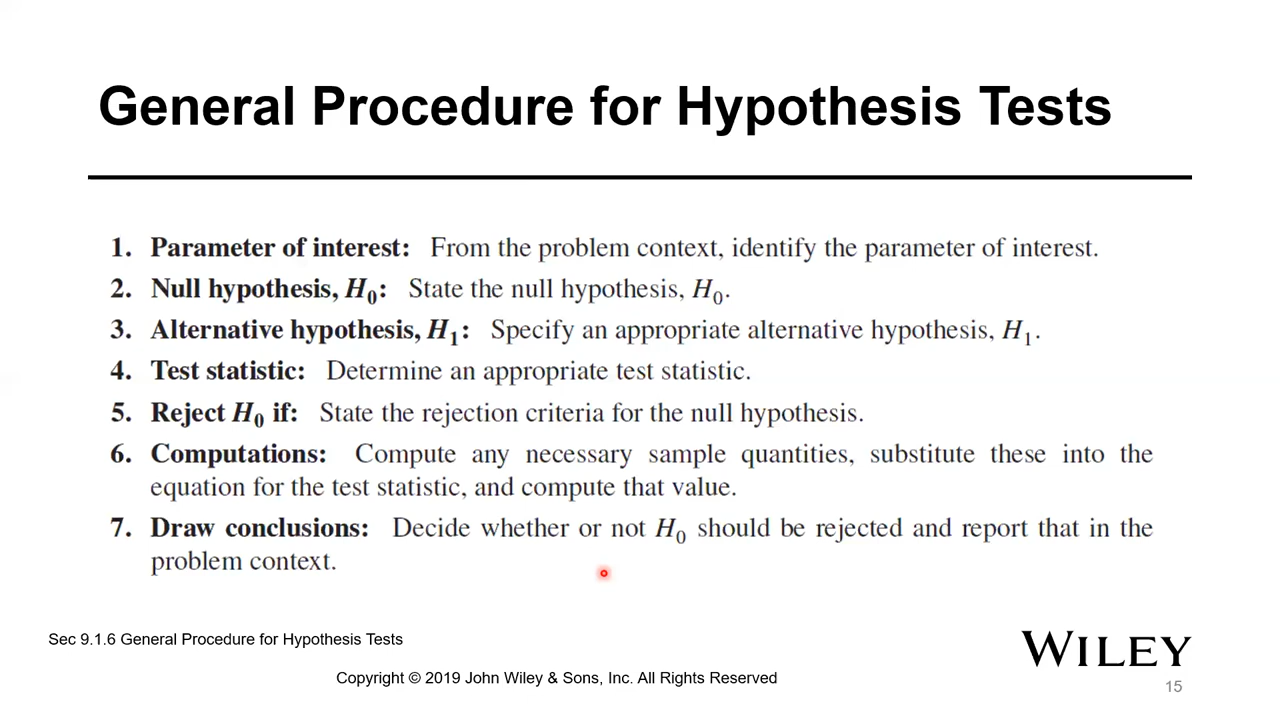 General Procedure for Hypothesis Tests
1. Parameter of interest: From the problem context, identify the parameter of interest.
2. Null hypothesis, H₀: State the null hypothesis, H₀.
3. Alternative hypothesis, H₁: Specify an appropriate alternative hypothesis, H₁.
4. Test statistic: Determine an appropriate test statistic.
5. Reject H₀ if: State the rejection criteria for the null hypothesis.
6. Computations: Compute any necessary sample quantities, substitute these into the
equation for the test statistic, and compute that value.
7. Draw conclusions: Decide whether or not H₀ should be rejected and report that in the
problem context.
Sec 9.1.6 General Procedure for Hypothesis Tests
WILEY
Copyright © 2019 John Wiley & Sons, Inc. All Rights Reserved
15